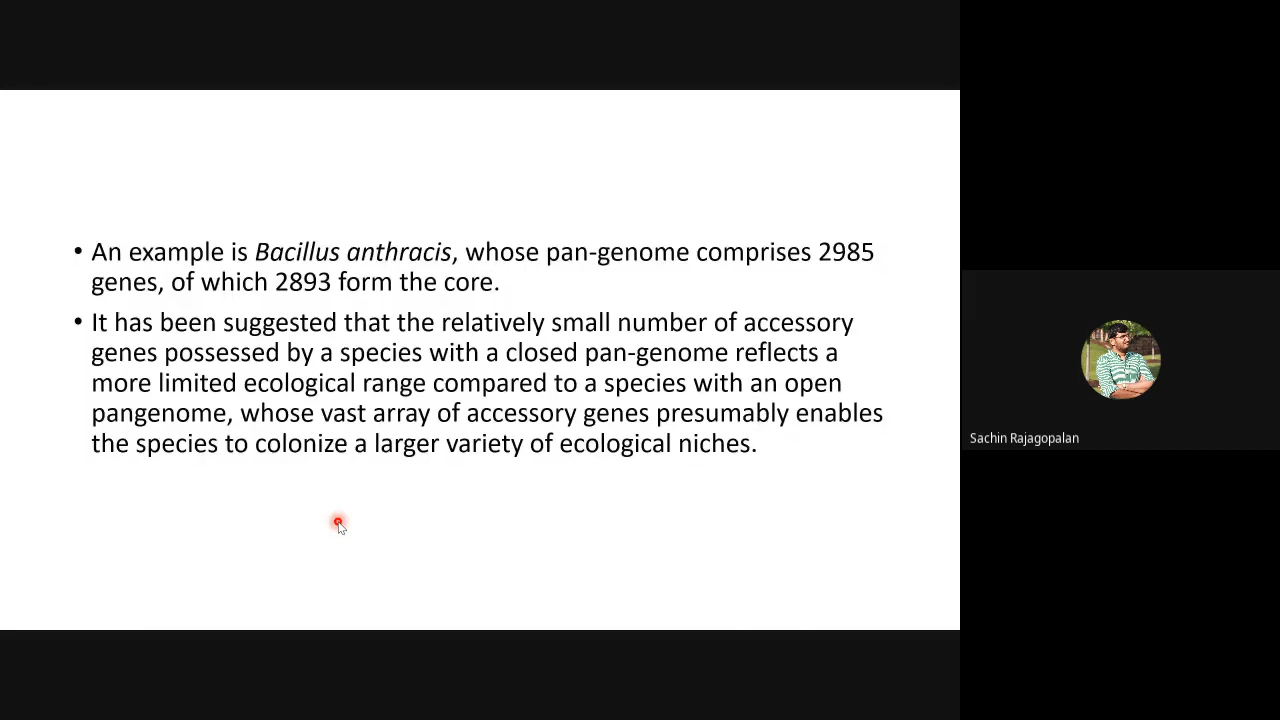 • An example is Bacillus anthracis, whose pan-genome comprises 2985
genes, of which 2893 form the core.
• It has been suggested that the relatively small number of accessory
genes possessed by a species with a closed pan-genome reflects a
more limited ecological range compared to a species with an open
pangenome, whose vast array of accessory genes presumably enables
the species to colonize a larger variety of ecological niches.
Sachin Rajagopalan